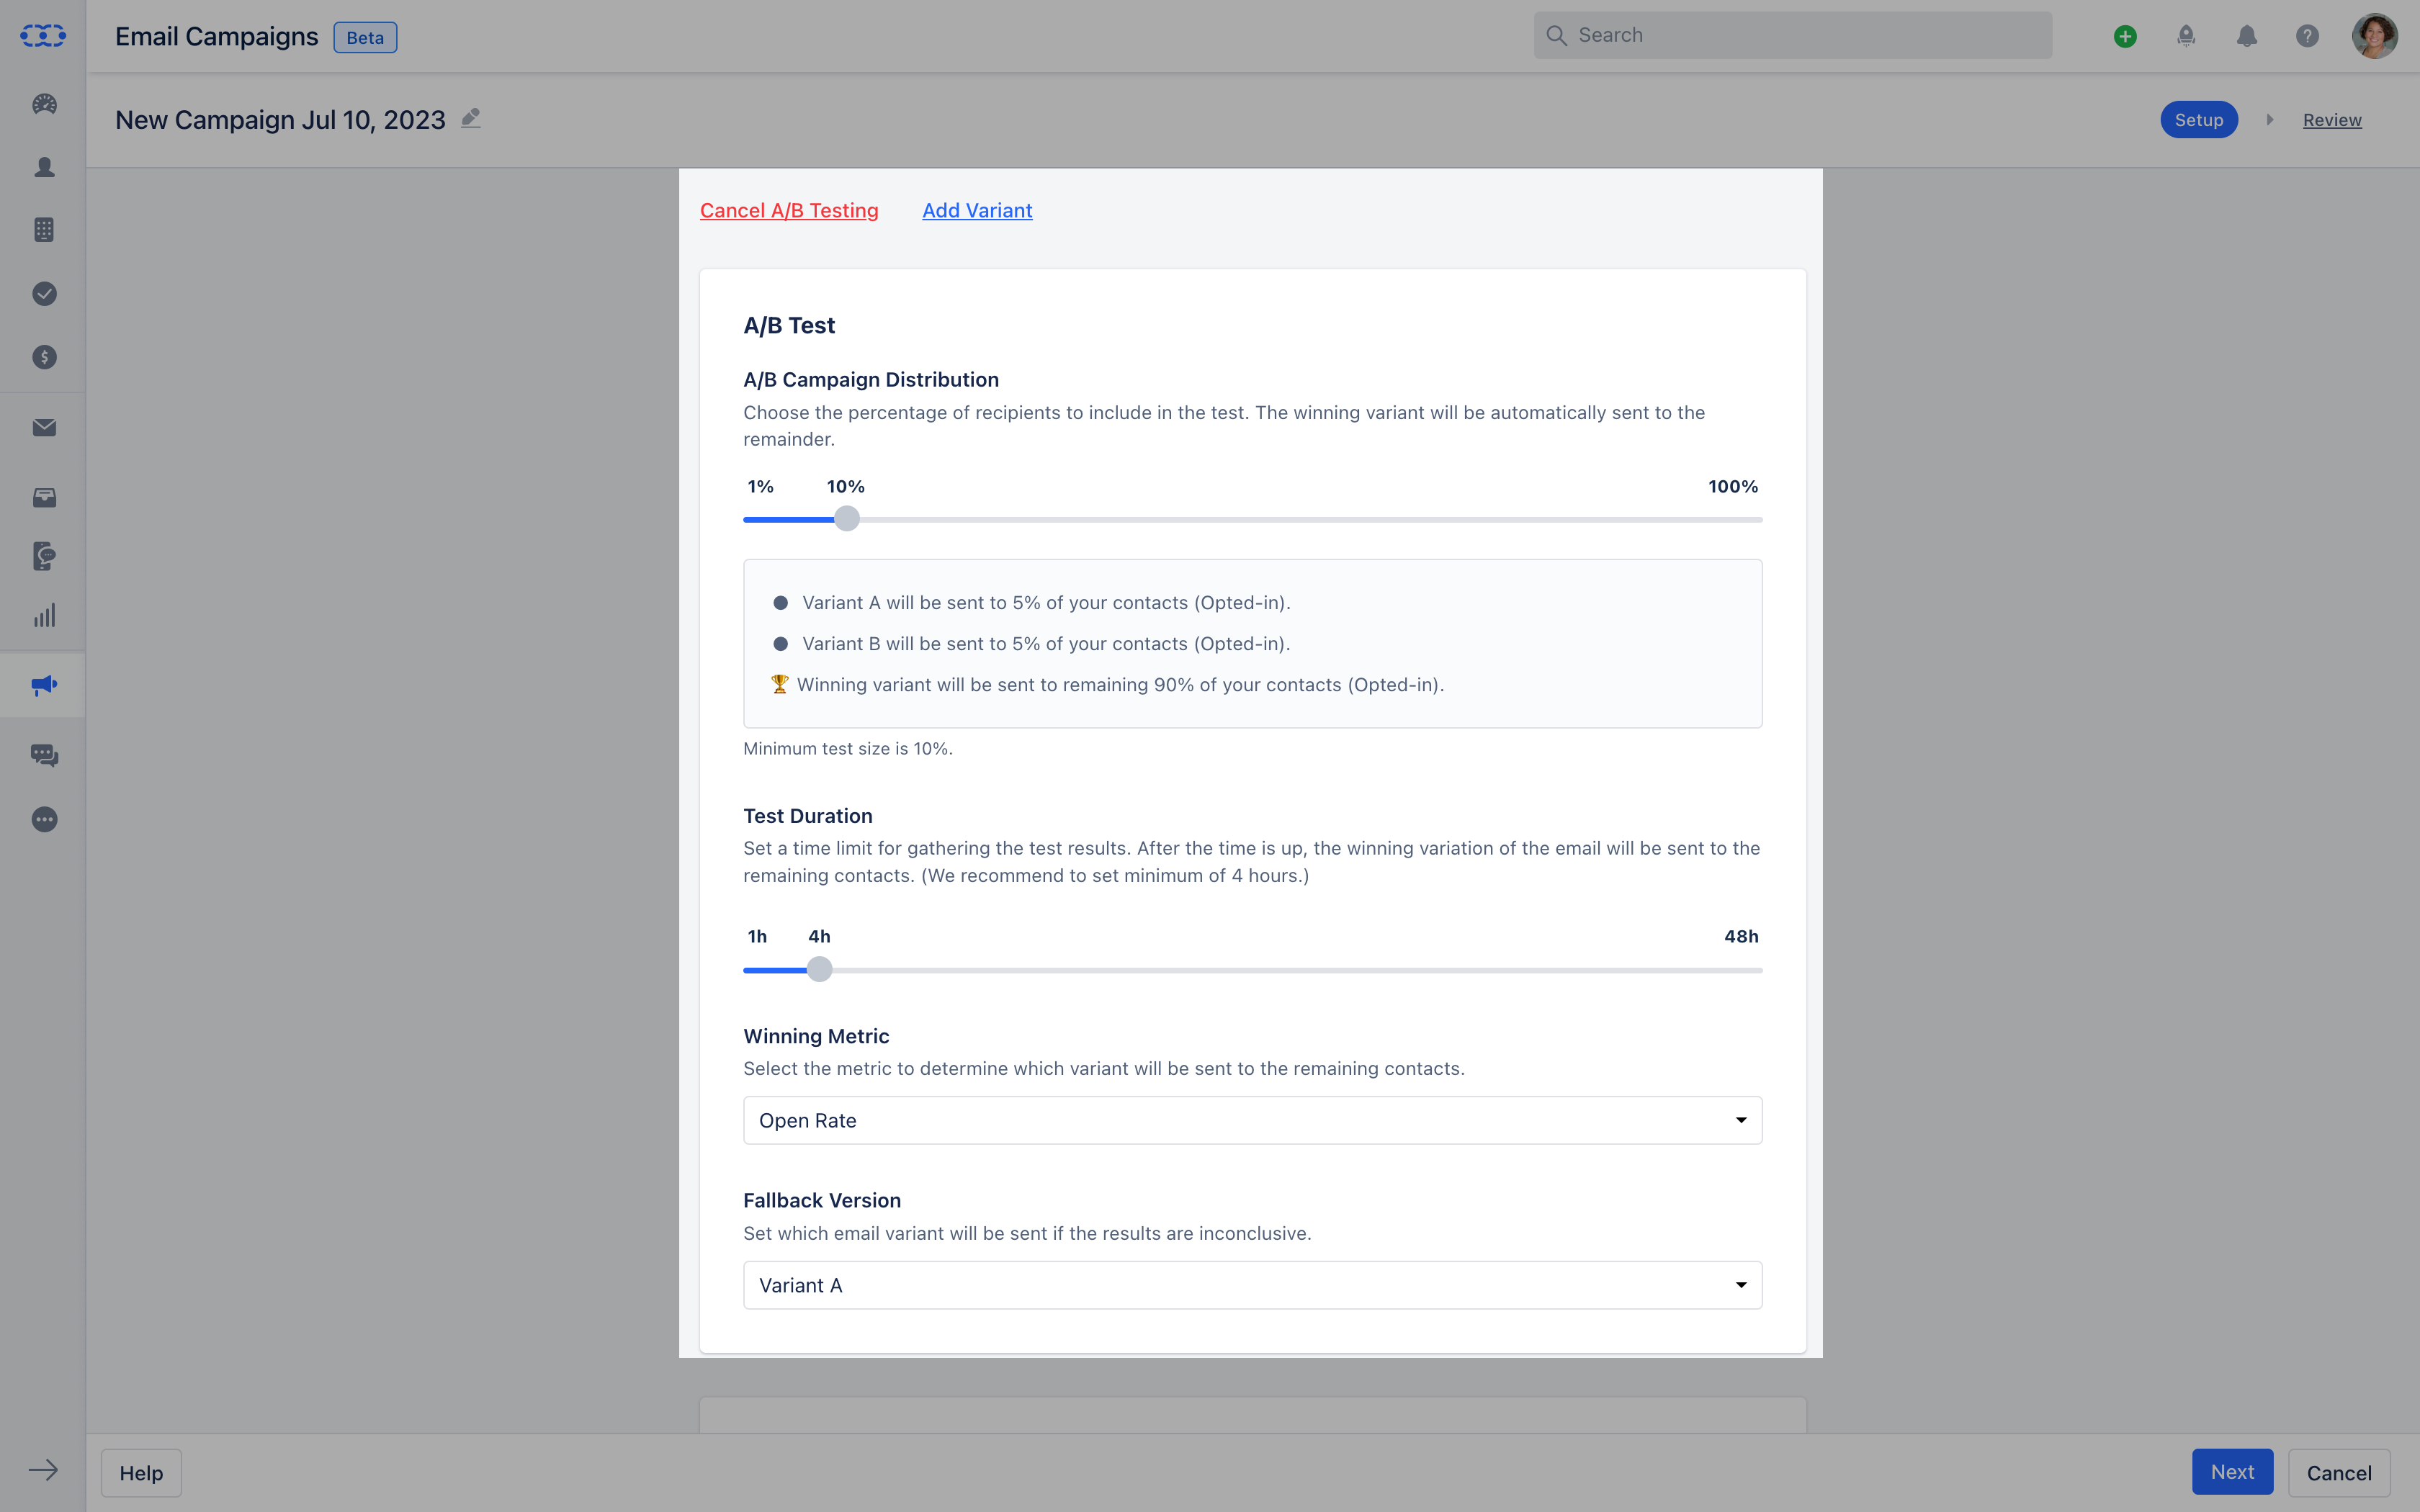 Email Campaigns
Beta
Search
New Campaign Jul 10, 2023
Setup
Review
Cancel A/B Testing
Add Variant
A/B Test
A/B Campaign Distribution
Choose the percentage of recipients to include in the test. The winning variant will be automatically sent to the
remainder.
1%
10%
100%
Variant A will be sent to 5% of your contacts (Opted-in).
Variant B will be sent to 5% of your contacts (Opted-in).
Winning variant will be sent to remaining 90% of your contacts (Opted-in).
Minimum test size is 10%.
Test Duration
Set a time limit for gathering the test results. After the time is up, the winning variation of the email will be sent to the
remaining contacts. (We recommend to set minimum of 4 hours.)
1h
4h
48h
Winning Metric
Select the metric to determine which variant will be sent to the remaining contacts.
Open Rate
Fallback Version
Set which email variant will be sent if the results are inconclusive.
Variant A
Help
Next
Cancel